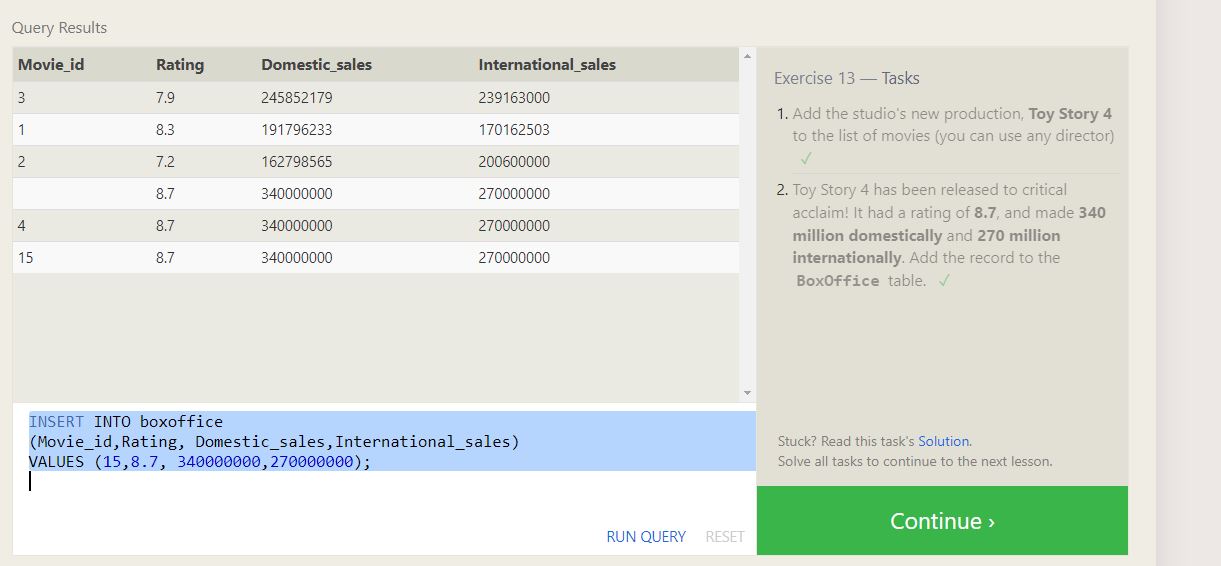 Query Results
Movie_id Rating Domestic_sales International_sales
3 7.9 245852179 239163000
1 8.3 191796233 170162503
2 7.2 162798565 200600000
8.7 340000000 270000000
4 8.7 340000000 270000000
15 8.7 340000000 270000000
INSERT INTO boxoffice
(Movie_id,Rating, Domestic_sales,International_sales)
VALUES (15,8.7, 340000000,270000000);
RUN QUERY RESET
Exercise 13 — Tasks
1. Add the studio's new production, Toy Story 4
to the list of movies (you can use any director)
✓
2. Toy Story 4 has been released to critical
acclaim! It had a rating of 8.7, and made 340
million domestically and 270 million
internationally. Add the record to the
BoxOffice table. ✓
Stuck? Read this task's Solution.
Solve all tasks to continue to the next lesson.
Continue ›